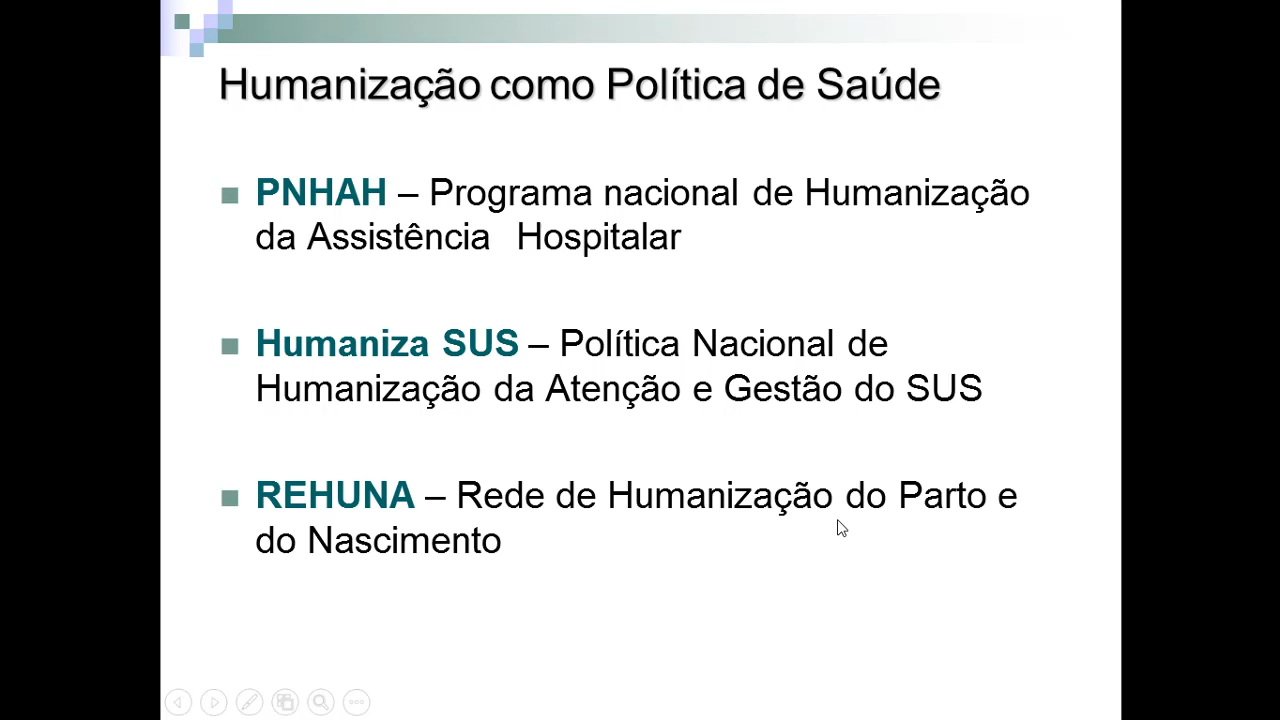 Humanização como Política de Saúde
PNHAH – Programa nacional de Humanização
da Assistência Hospitalar
Humaniza SUS – Política Nacional de
Humanização da Atenção e Gestão do SUS
REHUNA – Rede de Humanização do Parto e
do Nascimento